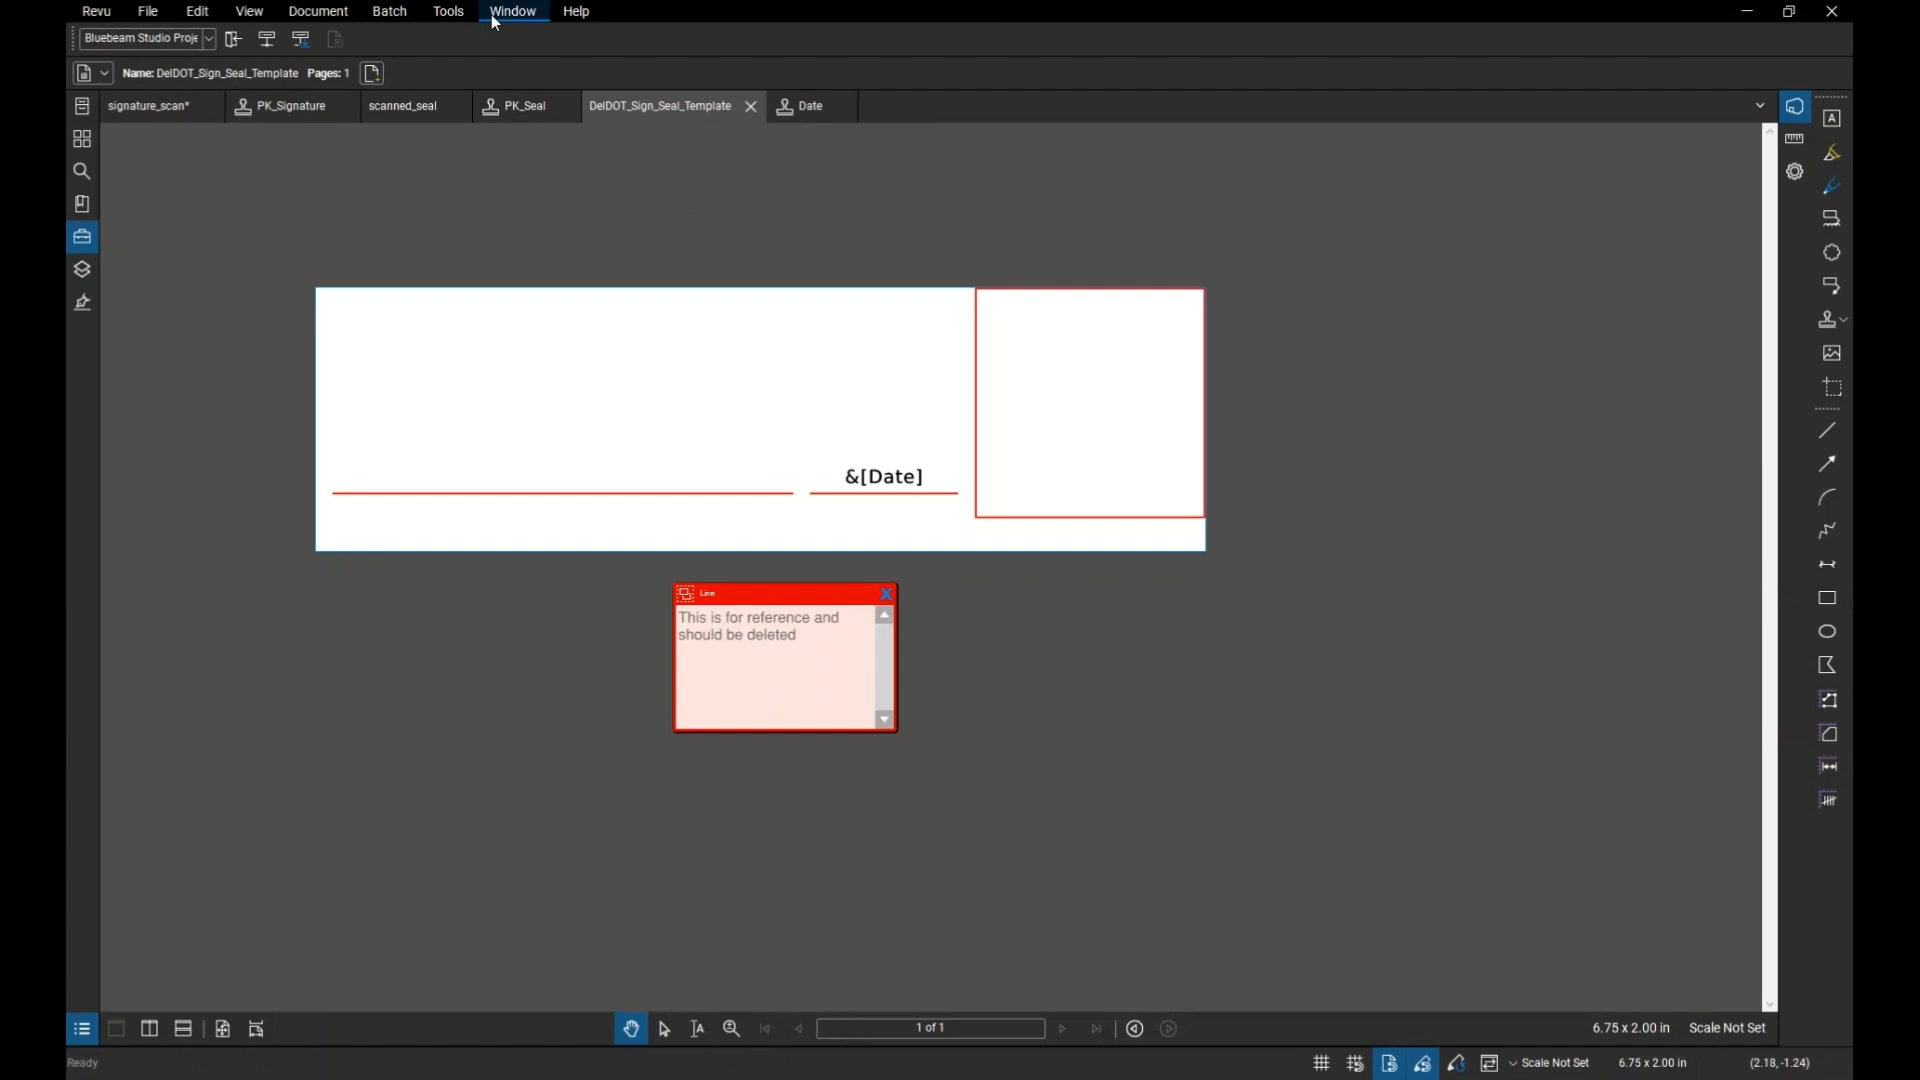 Revu File Edit View Document Batch Tools Window Help
Bluebeam Studio Proje
Name: DelDOT_Sign_Seal_Template Pages: 1
signature_scan* PK_Signature scanned_seal PK_Seal DelDOT_Sign_Seal_Template Date
&[Date]
Line
This is for reference and
should be deleted
1 of 1
6.75 x 2.00 in Scale Not Set
Ready
Scale Not Set 6.75 x 2.00 in (2.18,-1.24)